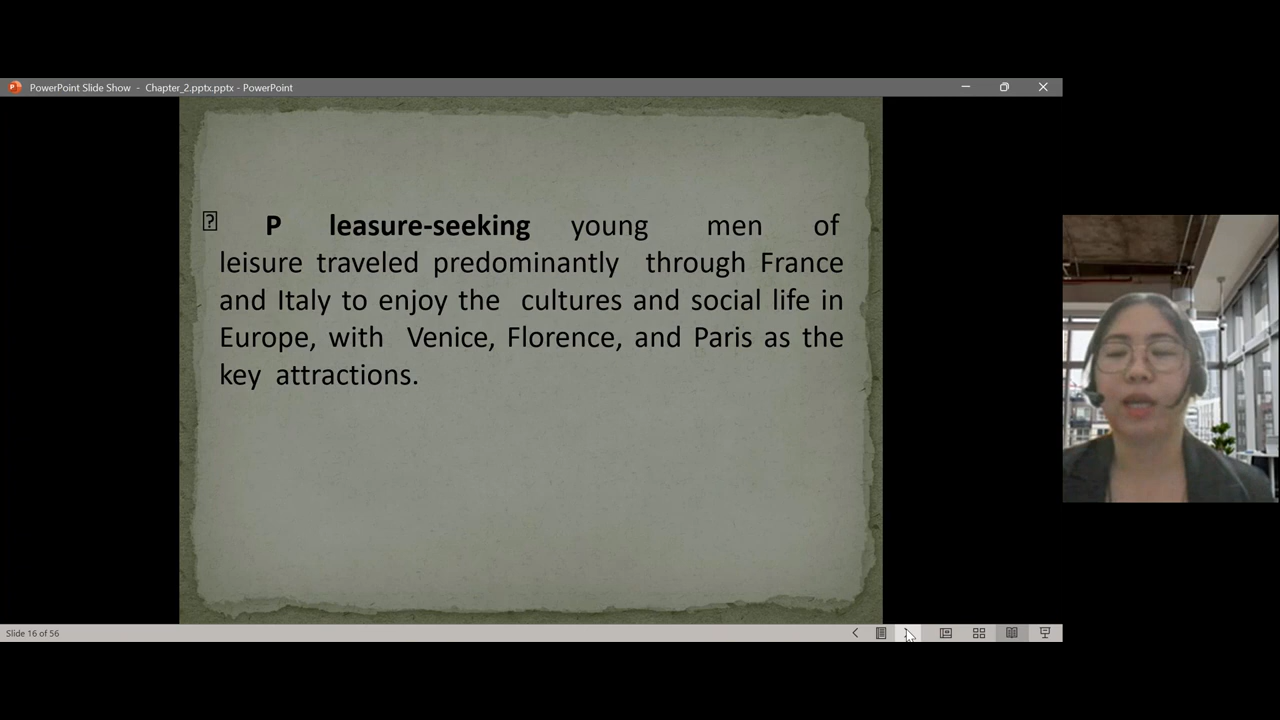 PowerPoint Slide Show - Chapter_2.pptx.pptx - PowerPoint
P leasure-seeking young men of
leisure traveled predominantly through France
and Italy to enjoy the cultures and social life in
Europe, with Venice, Florence, and Paris as the
key attractions.
Slide 16 of 56